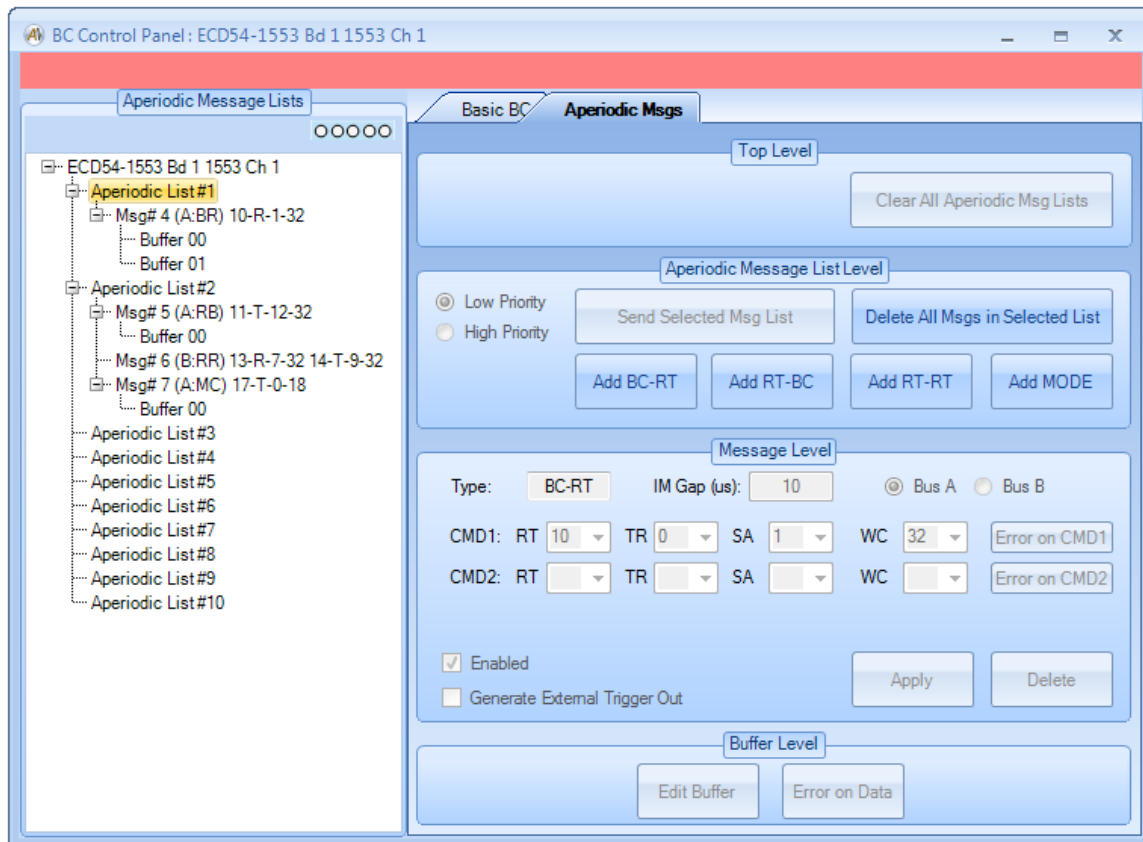 BC Control Panel : ECD54-1553 Bd 1 1553 Ch 1
Aperiodic Message Lists
ECD54-1553 Bd 1 1553 Ch 1
Aperiodic List#1
Msg# 4 (A:BR) 10-R-1-32
Buffer 00
Buffer 01
Aperiodic List#2
Msg# 5 (A:RB) 11-T-12-32
Buffer 00
Msg# 6 (B:RR) 13-R-7-32 14-T-9-32
Msg# 7 (A:MC) 17-T-0-18
Buffer 00
Aperiodic List#3
Aperiodic List#4
Aperiodic List#5
Aperiodic List#6
Aperiodic List#7
Aperiodic List#8
Aperiodic List#9
Aperiodic List#10
Basic BC Aperiodic Msgs
Top Level
Clear All Aperiodic Msg Lists
Aperiodic Message List Level
Low Priority
High Priority
Send Selected Msg List Delete All Msgs in Selected List
Add BC-RT Add RT-BC Add RT-RT Add MODE
Message Level
Type: BC-RT IM Gap (us): 10 Bus A Bus B
CMD1: RT 10 TR 0 SA 1 WC 32 Error on CMD1
CMD2: RT TR SA WC Error on CMD2
Enabled
Generate External Trigger Out
Apply Delete
Buffer Level
Edit Buffer Error on Data